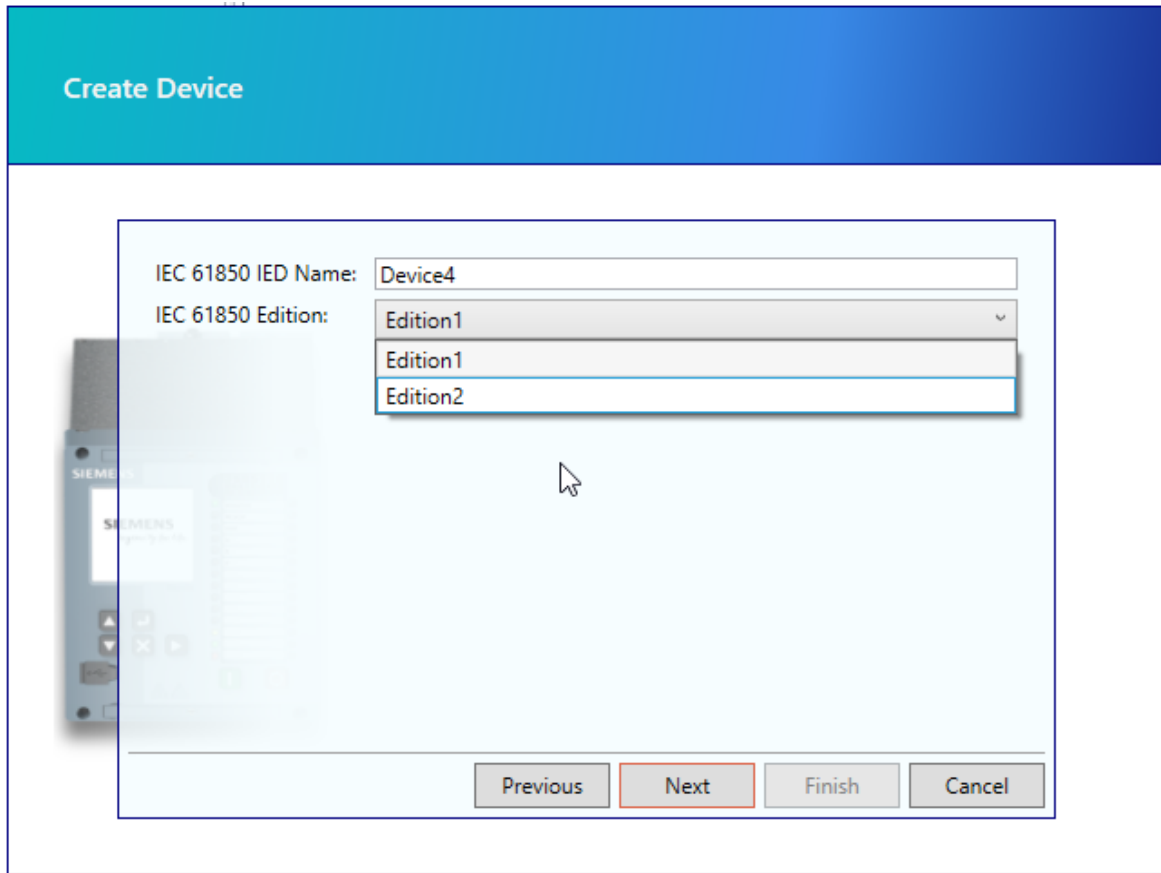 Create Device
IEC 61850 IED Name: Device4
IEC 61850 Edition: Edition1
Edition1
Edition2
SIEMENS
SIEMENS
Previous Next Finish Cancel